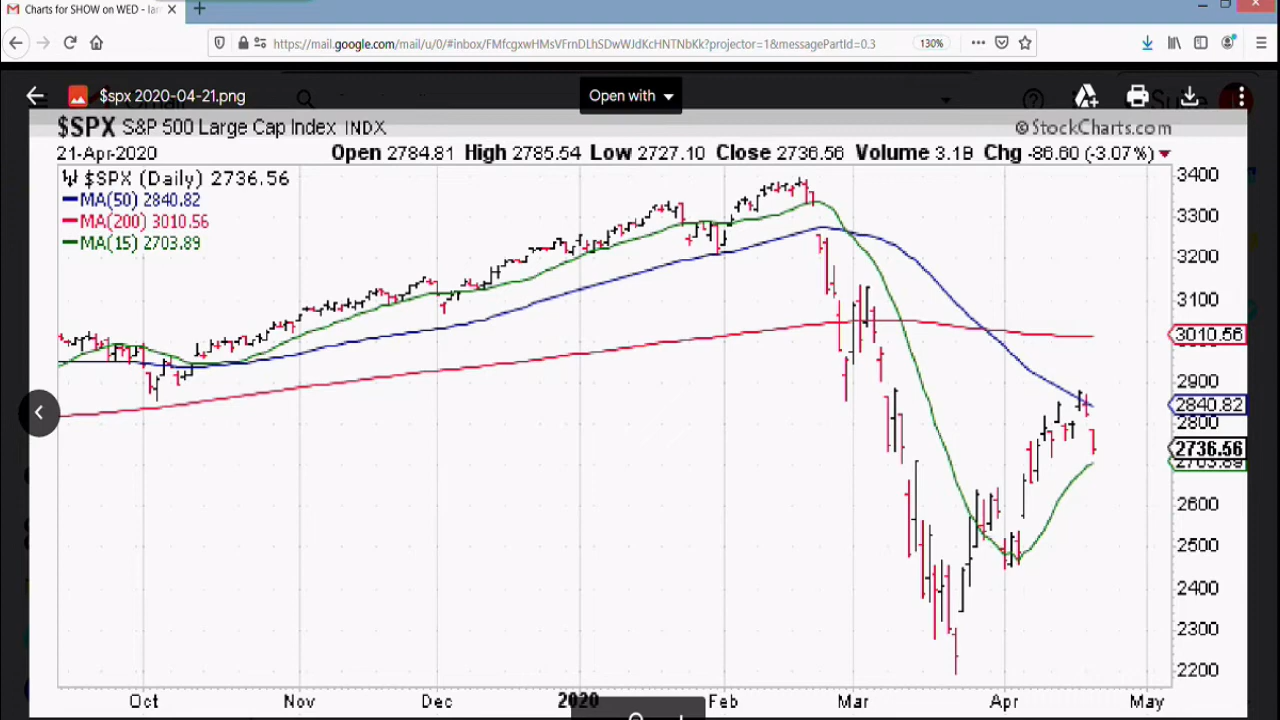 Charts for SHOW on WED - lar
https://mail.google.com/mail/u/0/#inbox/FMfcgxwHMsVFrnDLhSDwWJdKcHNTNbKk?projector=1&messagePartId=0.3
130%
$spx 2020-04-21.png
Open with
$SPX S&P 500 Large Cap Index INDX
©StockCharts.com
21-Apr-2020
Open 2784.81 High 2785.54 Low 2727.10 Close 2736.56 Volume 3.1B Chg -86.60 (-3.07%)
$SPX (Daily) 2736.56
MA(50) 2840.82
MA(200) 3010.56
MA(15) 2703.89
3400
3300
3200
3100
3010.56
2900
2840.82
2800
2736.56
2703.89
2600
2500
2400
2300
2200
Oct Nov Dec 2020 Feb Mar Apr May